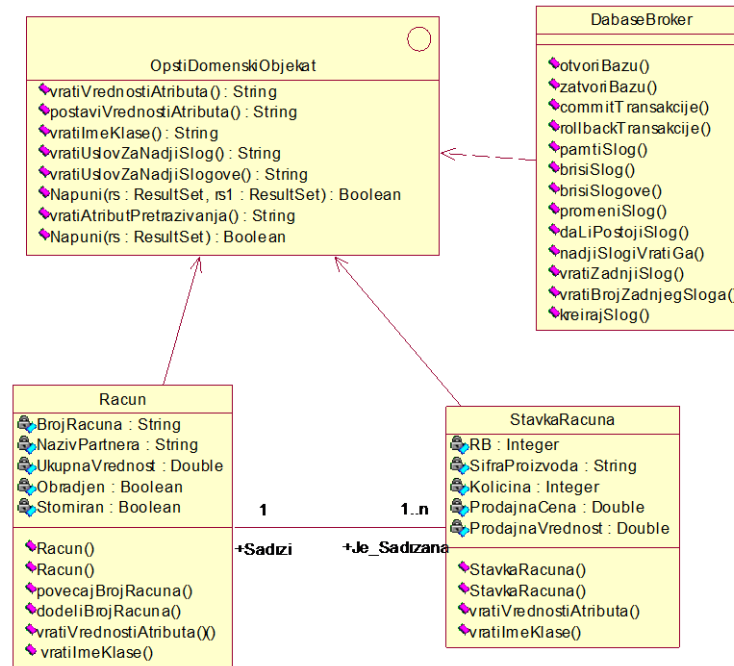 OpstiDomenskiObjekat
vratiVrednostiAtributa() : String
postaviVrednostiAtributa() : String
vratiImeKlase() : String
vratiUslovZaNadjiSlog() : String
vratiUslovZaNadjiSlogove() : String
Napuni(rs : ResultSet, rs1 : ResultSet) : Boolean
vratiAtributPretrazivanja() : String
Napuni(rs : ResultSet) : Boolean
DabaseBroker
otvoriBazu()
zatvoriBazu()
commitTransakcije()
rollbackTransakcije()
pamtiSlog()
brisiSlog()
brisiSlogove()
promeniSlog()
daLiPostojiSlog()
nadjiSlogiVratiGa()
vratiZadnjiSlog()
vratiBrojZadnjegSloga()
kreirajSlog()
Racun
BrojRacuna : String
NazivPartnera : String
UkupnaVrednost : Double
Obradjen : Boolean
Storniran : Boolean
Racun()
Racun()
povecajBrojRacuna()
dodeliBrojRacuna()
vratiVrednostiAtributa()()
vratiImeKlase()
1
+Sadrzi
1..n
+Je_Sadrzana
StavkaRacuna
RB : Integer
SifraProizvoda : String
Kolicina : Integer
ProdajnaCena : Double
ProdajnaVrednost : Double
StavkaRacuna()
StavkaRacuna()
vratiVrednostiAtributa()
vratiImeKlase()